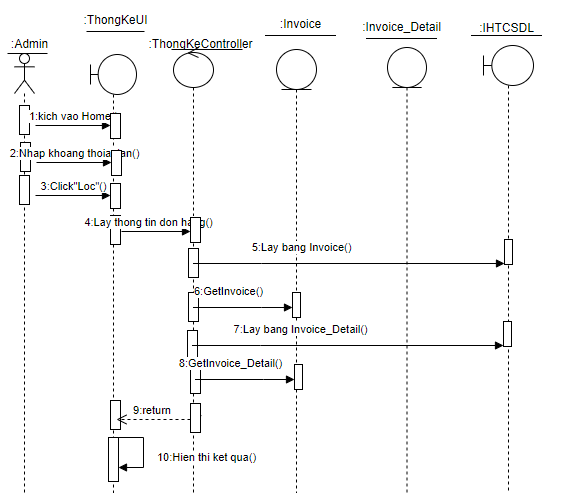 :ThongKeUI
:Invoice
:Invoice_Detail
:IHTCSDL
:Admin
:ThongKeController
1:kich vao Home
2:Nhap khoang thoia an()
3:Click"Loc"()
4:Lay thong tin don hang()
5:Lay bang Invoice()
6:GetInvoice()
7:Lay bang Invoice_Detail()
8:GetInvoice_Detail()
9:return
10:Hien thi ket qua()